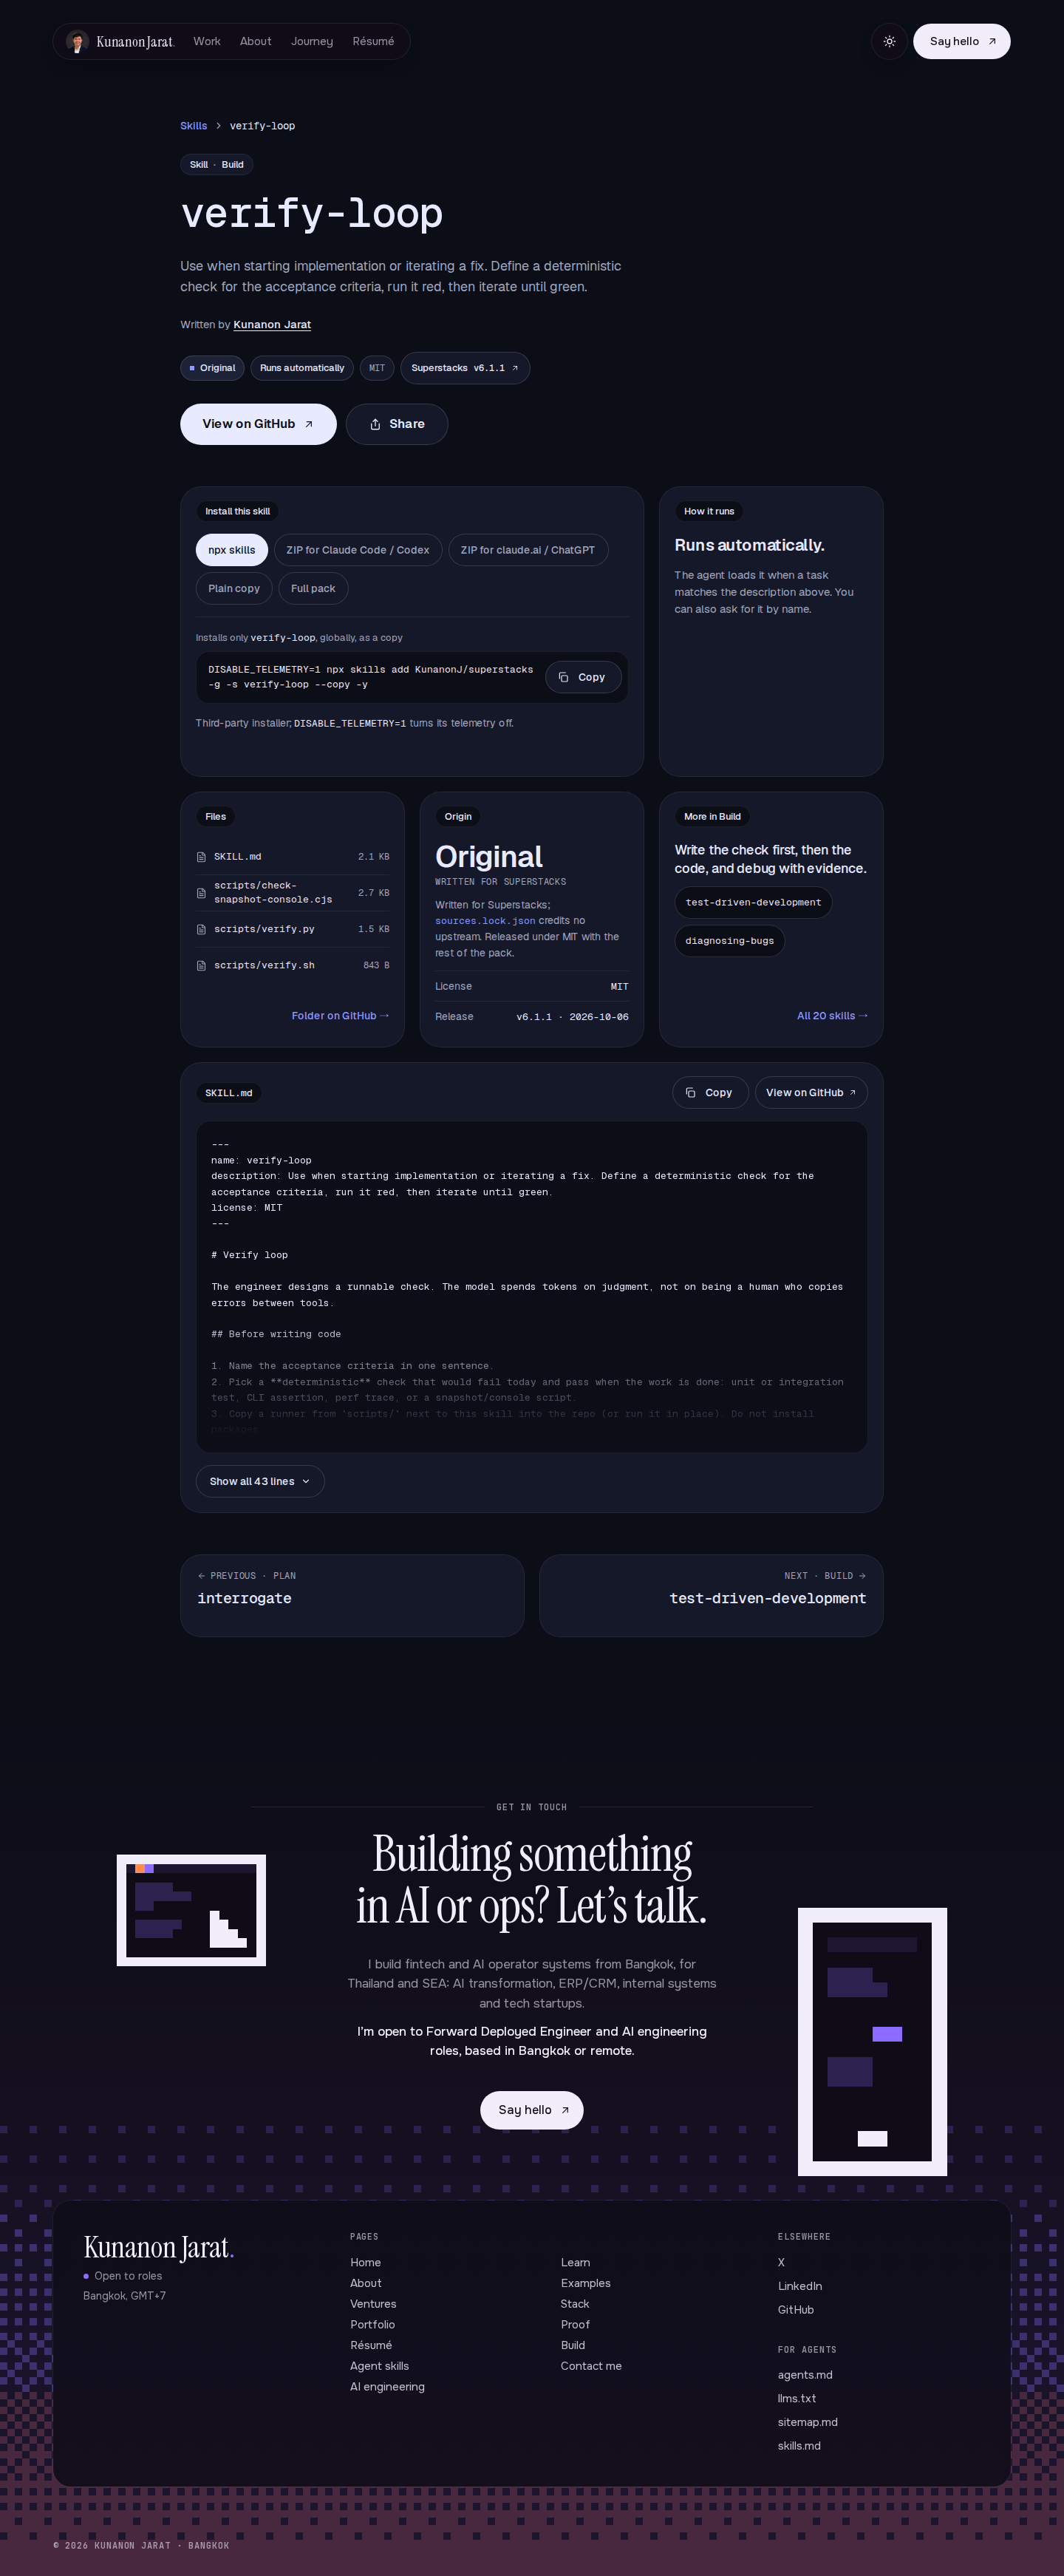 Kunanon Jarat.
Work
About
Journey
Résumé
Say hello
Skills
verify-loop
Skill · Build
verify-loop
Use when starting implementation or iterating a fix. Define a deterministic
check for the acceptance criteria, run it red, then iterate until green.
Written by Kunanon Jarat
Original
Runs automatically
MIT
Superstacks v6.1.1
View on GitHub
Share
Install this skill
npx skills
ZIP for Claude Code / Codex
ZIP for claude.ai / ChatGPT
Plain copy
Full pack
Installs only verify-loop, globally, as a copy
DISABLE_TELEMETRY=1 npx skills add KunanonJ/superstacks
-g -s verify-loop --copy -y
Copy
Third-party installer; DISABLE_TELEMETRY=1 turns its telemetry off.
How it runs
Runs automatically.
The agent loads it when a task
matches the description above. You
can also ask for it by name.
Files
SKILL.md 2.1 KB
scripts/check-
snapshot-console.cjs 2.7 KB
scripts/verify.py 1.5 KB
scripts/verify.sh 843 B
Folder on GitHub →
Origin
Original
WRITTEN FOR SUPERSTACKS
Written for Superstacks;
sources.lock.json credits no
upstream. Released under MIT with the
rest of the pack.
License MIT
Release v6.1.1 · 2026-10-06
More in Build
Write the check first, then the
code, and debug with evidence.
test-driven-development
diagnosing-bugs
All 20 skills →
SKILL.md
Copy
View on GitHub
---
name: verify-loop
description: Use when starting implementation or iterating a fix. Define a deterministic check for the
acceptance criteria, run it red, then iterate until green.
license: MIT
---
# Verify loop
The engineer designs a runnable check. The model spends tokens on judgment, not on being a human who copies
errors between tools.
## Before writing code
1. Name the acceptance criteria in one sentence.
2. Pick a **deterministic** check that would fail today and pass when the work is done: unit or integration
test, CLI assertion, perf trace, or a snapshot/console script.
3. Copy a runner from `scripts/` next to this skill into the repo (or run it in place). Do not install
packages.
Show all 43 lines
← PREVIOUS · PLAN
interrogate
NEXT · BUILD →
test-driven-development
GET IN TOUCH
Building something
in AI or ops? Let's talk.
I build fintech and AI operator systems from Bangkok, for
Thailand and SEA: AI transformation, ERP/CRM, internal systems
and tech startups.
I'm open to Forward Deployed Engineer and AI engineering
roles, based in Bangkok or remote.
Say hello
Kunanon Jarat.
Open to roles
Bangkok, GMT+7
PAGES
Home
About
Ventures
Portfolio
Résumé
Agent skills
AI engineering
Learn
Examples
Stack
Proof
Build
Contact me
ELSEWHERE
X
LinkedIn
GitHub
FOR AGENTS
agents.md
llms.txt
sitemap.md
skills.md
© 2026 KUNANON JARAT · BANGKOK